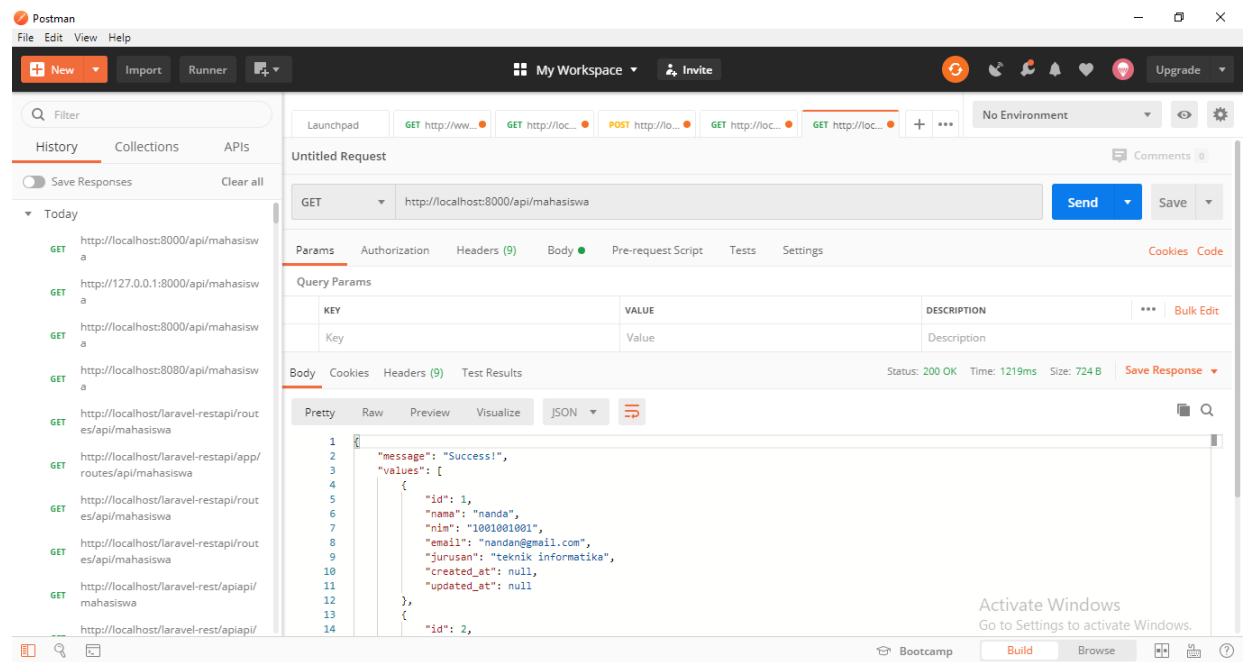 Postman
File Edit View Help
New Import Runner My Workspace Invite Upgrade
Filter
History Collections APIs
Save Responses Clear all
Today
GET http://localhost:8000/api/mahasisw
a
GET http://127.0.0.1:8000/api/mahasisw
a
GET http://localhost:8000/api/mahasisw
a
GET http://localhost:8080/api/mahasisw
a
GET http://localhost/laravel-restapi/rout
es/api/mahasiswa
GET http://localhost/laravel-restapi/app/
routes/api/mahasiswa
GET http://localhost/laravel-restapi/rout
es/api/mahasiswa
GET http://localhost/laravel-restapi/rout
es/api/mahasiswa
GET http://localhost/laravel-rest/apiapi/
mahasiswa
http://localhost/laravel-rest/apiapi/
Launchpad GET http://ww... GET http://loc... POST http://lo... GET http://loc... GET http://loc... + ••• No Environment
Untitled Request Comments 0
GET http://localhost:8000/api/mahasiswa Send Save
Params Authorization Headers (9) Body Pre-request Script Tests Settings Cookies Code
Query Params
KEY VALUE DESCRIPTION ••• Bulk Edit
Key Value Description
Body Cookies Headers (9) Test Results Status: 200 OK Time: 1219ms Size: 724 B Save Response
Pretty Raw Preview Visualize JSON
1 {
2 "message": "Success!",
3 "values": [
4 {
5 "id": 1,
6 "nama": "nanda",
7 "nim": "1001001001",
8 "email": "nandan@gmail.com",
9 "jurusan": "teknik informatika",
10 "created_at": null,
11 "updated_at": null
12 },
13 {
14 "id": 2,
Activate Windows
Go to Settings to activate Windows.
Bootcamp Build Browse